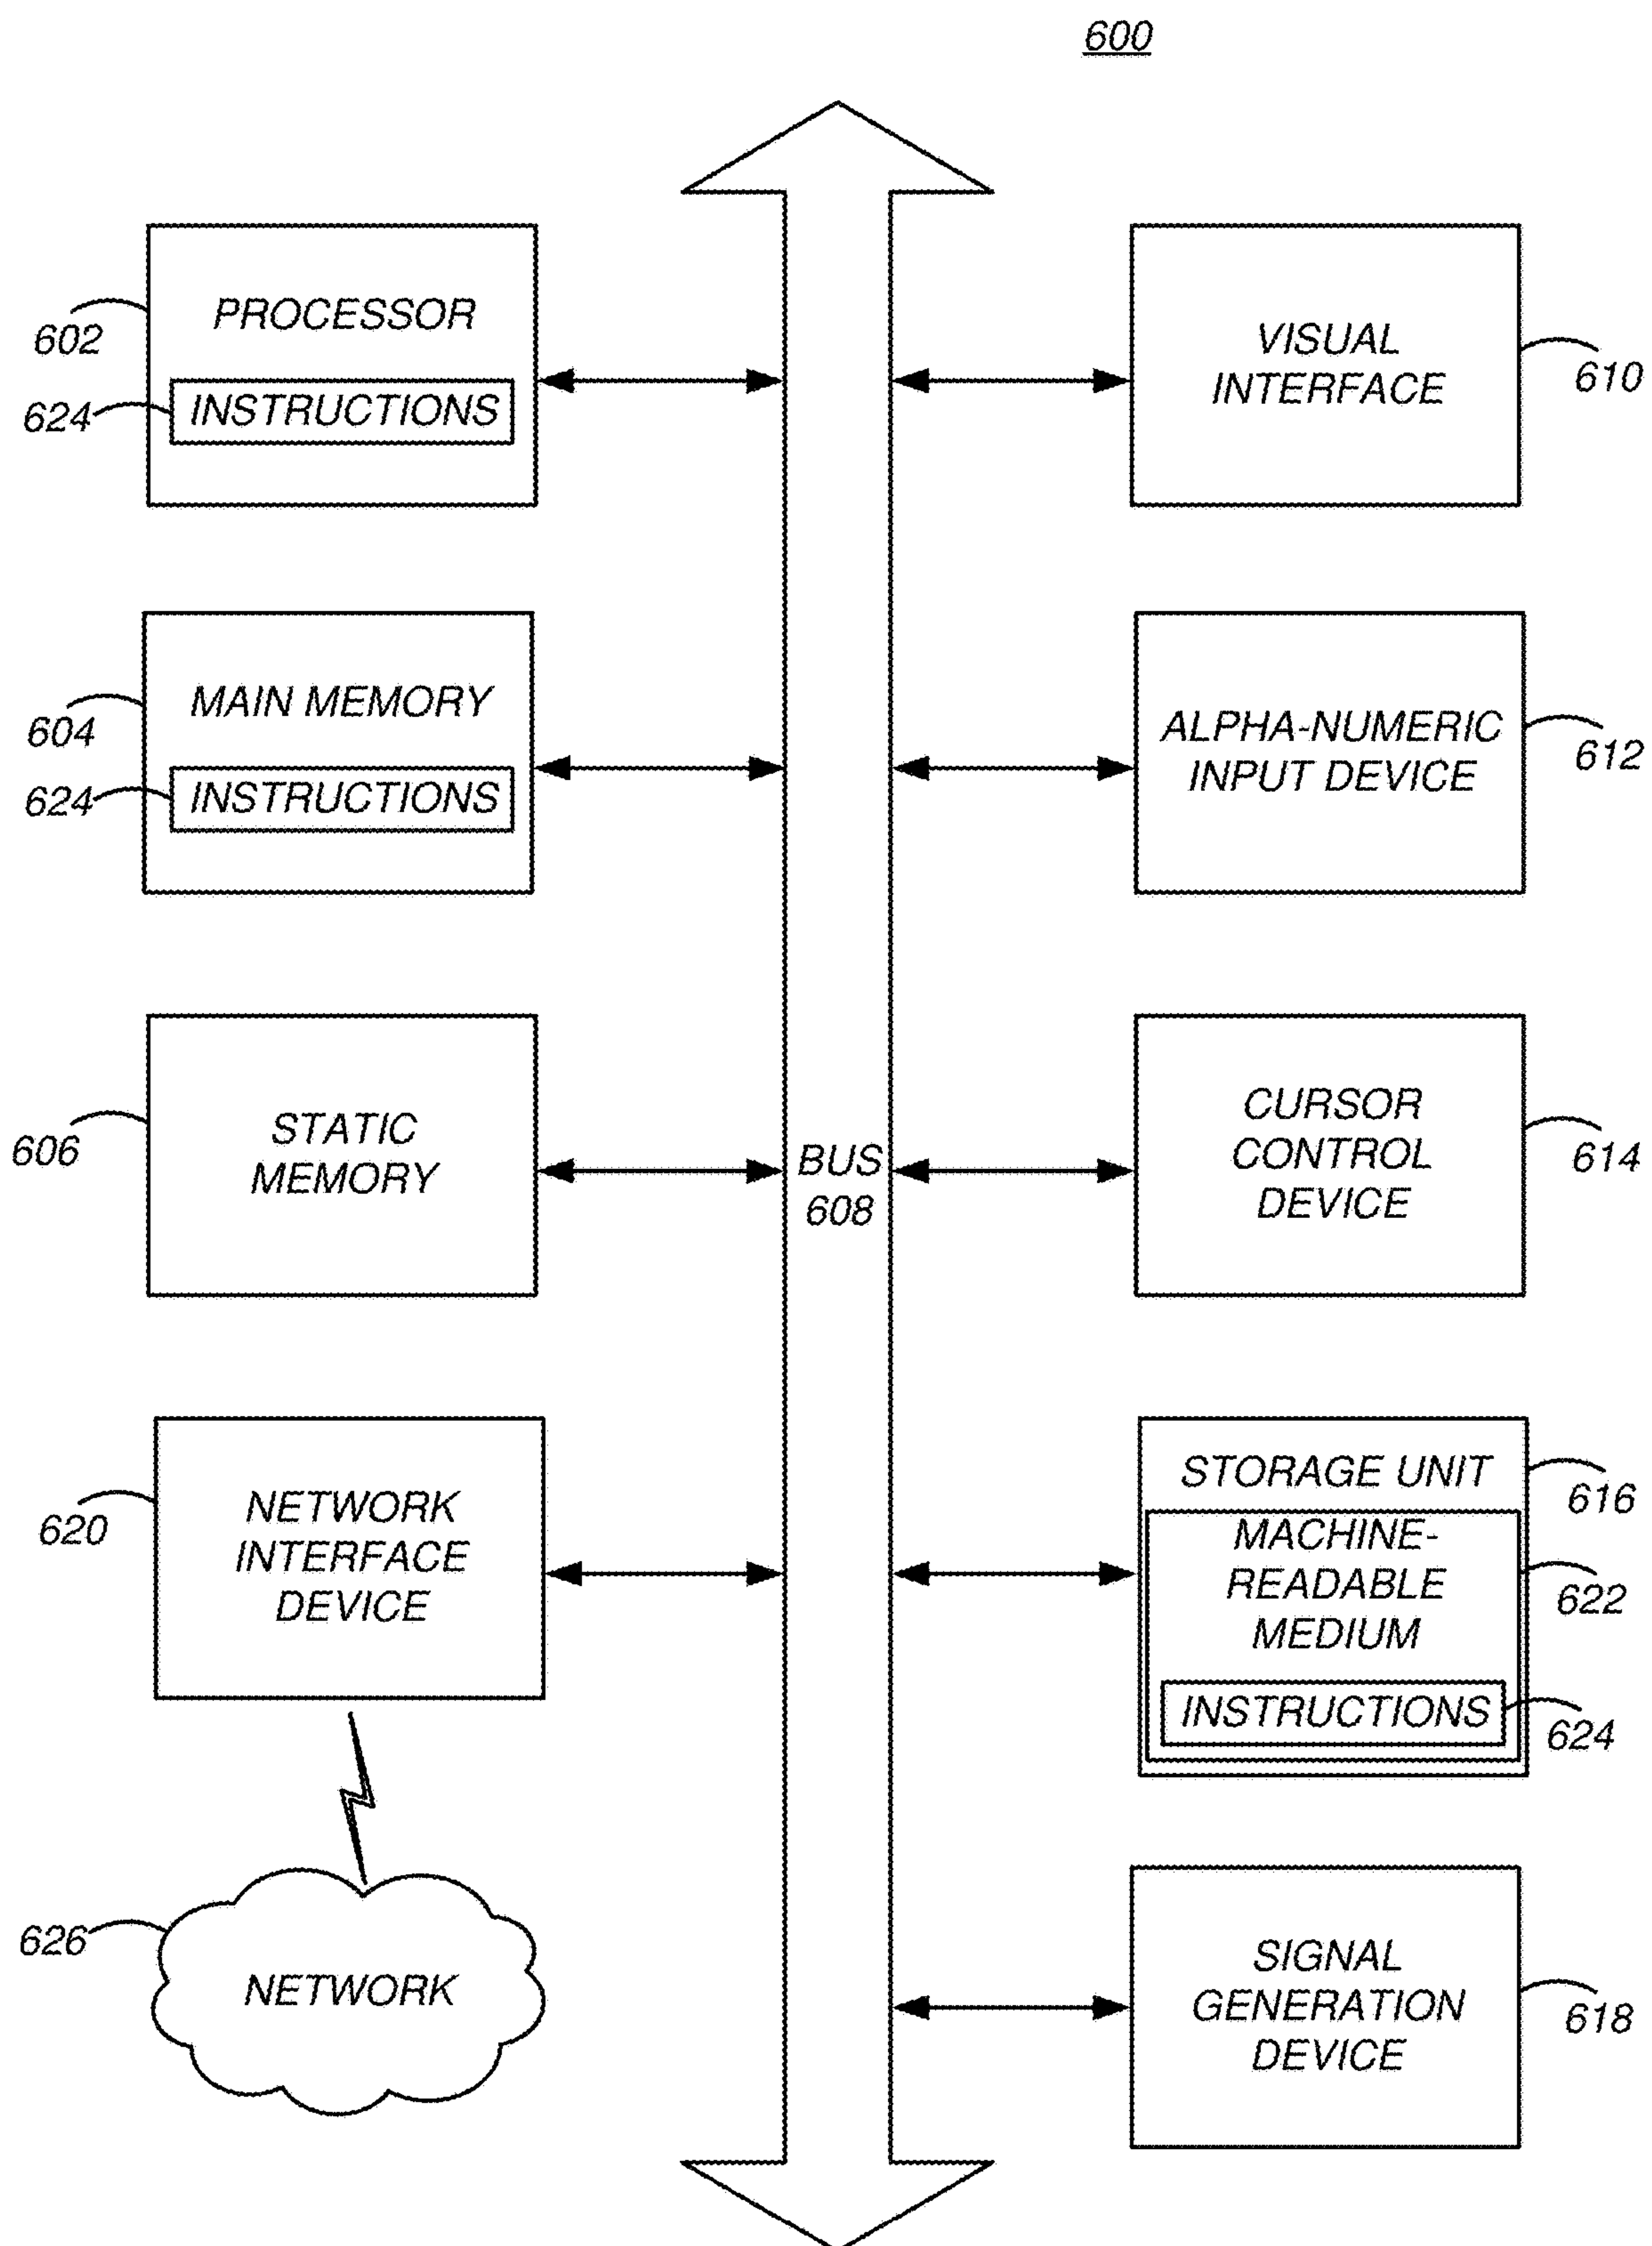 600
PROCESSOR
602
624
INSTRUCTIONS
VISUAL
INTERFACE
610
MAIN MEMORY
604
624
INSTRUCTIONS
ALPHA-NUMERIC
INPUT DEVICE
612
STATIC
MEMORY
606
BUS
608
CURSOR
CONTROL
DEVICE
614
NETWORK
INTERFACE
DEVICE
620
STORAGE UNIT
616
MACHINE-
READABLE
MEDIUM
622
INSTRUCTIONS
624
626
NETWORK
SIGNAL
GENERATION
DEVICE
618